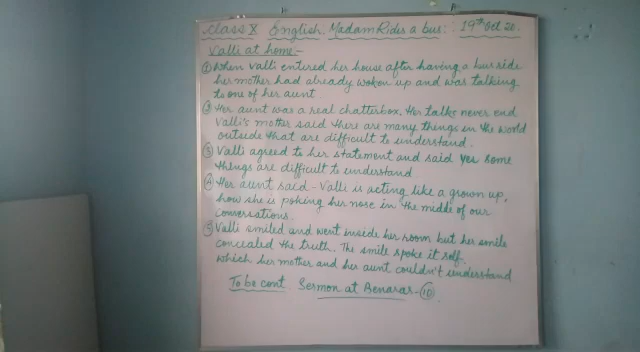 Class X English. Madam Rides a bus:: 19th Oct 20.
Valli at home:-
① When Valli entered her house after having a bus ride
her mother had already woken up and was talking
to one of her aunt
② Her aunt was a real chatterbox. Her talks never end
Valli's mother said there are many things in the world
outside that are difficult to understand.
③ Valli agreed to her statement and said yes some
things are difficult to understand
④ Her aunt said - Valli is acting like a grown up,
how she is poking her nose in the middle of our
conversations.
⑤ Valli smiled and went inside her room but her smile
concealed the truth. The smile spoke it self.
which her mother and her aunt couldn't understand
To be cont. Sermon at Benaras - ⑩